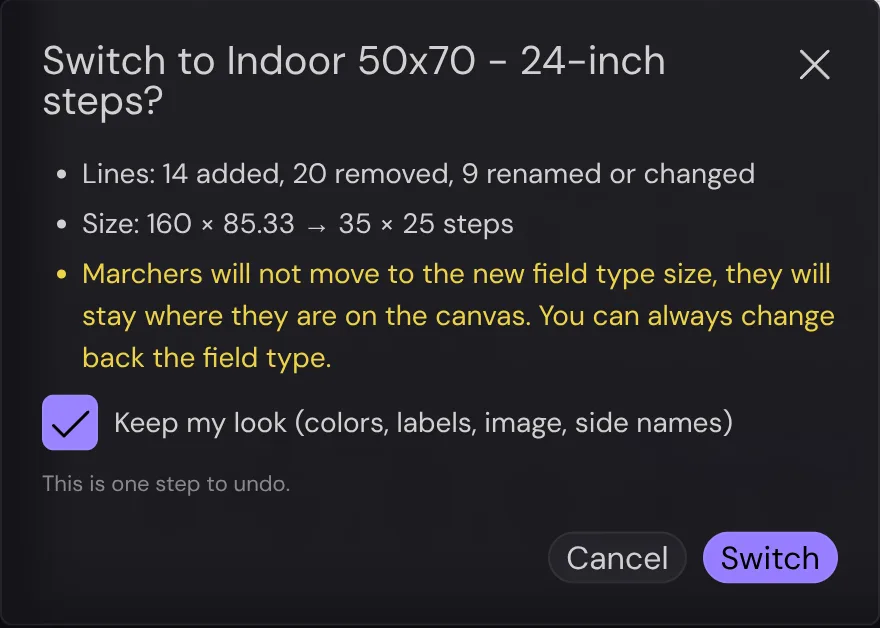 Switch to Indoor 50x70 - 24-inch
steps?
• Lines: 14 added, 20 removed, 9 renamed or changed
• Size: 160 × 85.33 → 35 × 25 steps
• Marchers will not move to the new field type size, they will
stay where they are on the canvas. You can always change
back the field type.
Keep my look (colors, labels, image, side names)
This is one step to undo.
Cancel Switch